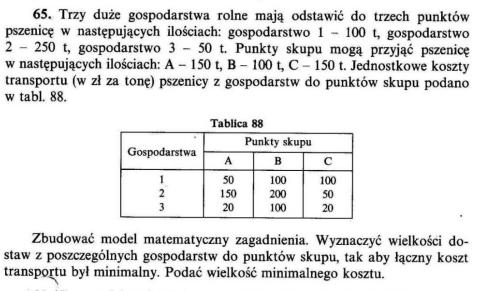 65. Trzy duże gospodarstwa rolne mają odstawić do trzech punktów
pszenicę w następujących ilościach: gospodarstwo 1 – 100 t, gospodarstwo
2 – 250 t, gospodarstwo 3 – 50 t. Punkty skupu mogą przyjąć pszenicę
w następujących ilościach: A – 150 t, B – 100 t, C – 150 t. Jednostkowe koszty
transportu (w zł za tonę) pszenicy z gospodarstw do punktów skupu podano
w tabl. 88.
Tablica 88
Gospodarstwa Punkty skupu
A B C
1 50 100 100
2 150 200 50
3 20 100 20
Zbudować model matematyczny zagadnienia. Wyznaczyć wielkości do-
staw z poszczególnych gospodarstw do punktów skupu, tak aby łączny koszt
transportu był minimalny. Podać wielkość minimalnego kosztu.